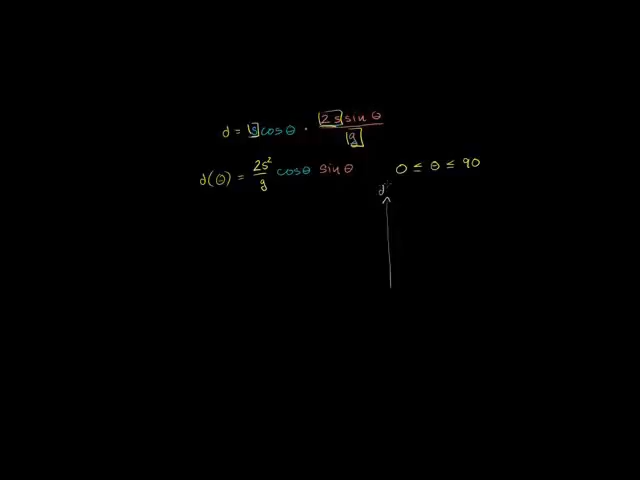 d = s cos θ · 2 s sin θ / g
d(θ) = 2s²/g cos θ sin θ 0 ≤ θ ≤ 90
d